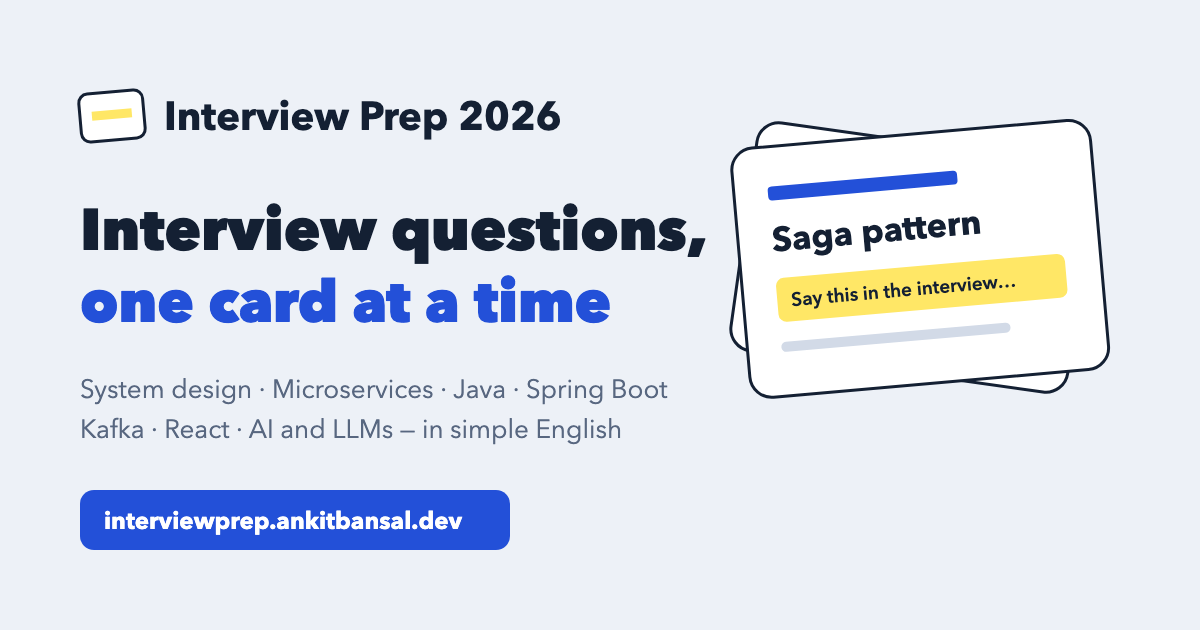 Interview Prep 2026
Interview questions,
one card at a time
System design · Microservices · Java · Spring Boot
Kafka · React · AI and LLMs — in simple English
interviewprep.ankitbansal.dev
Saga pattern
Say this in the interview...